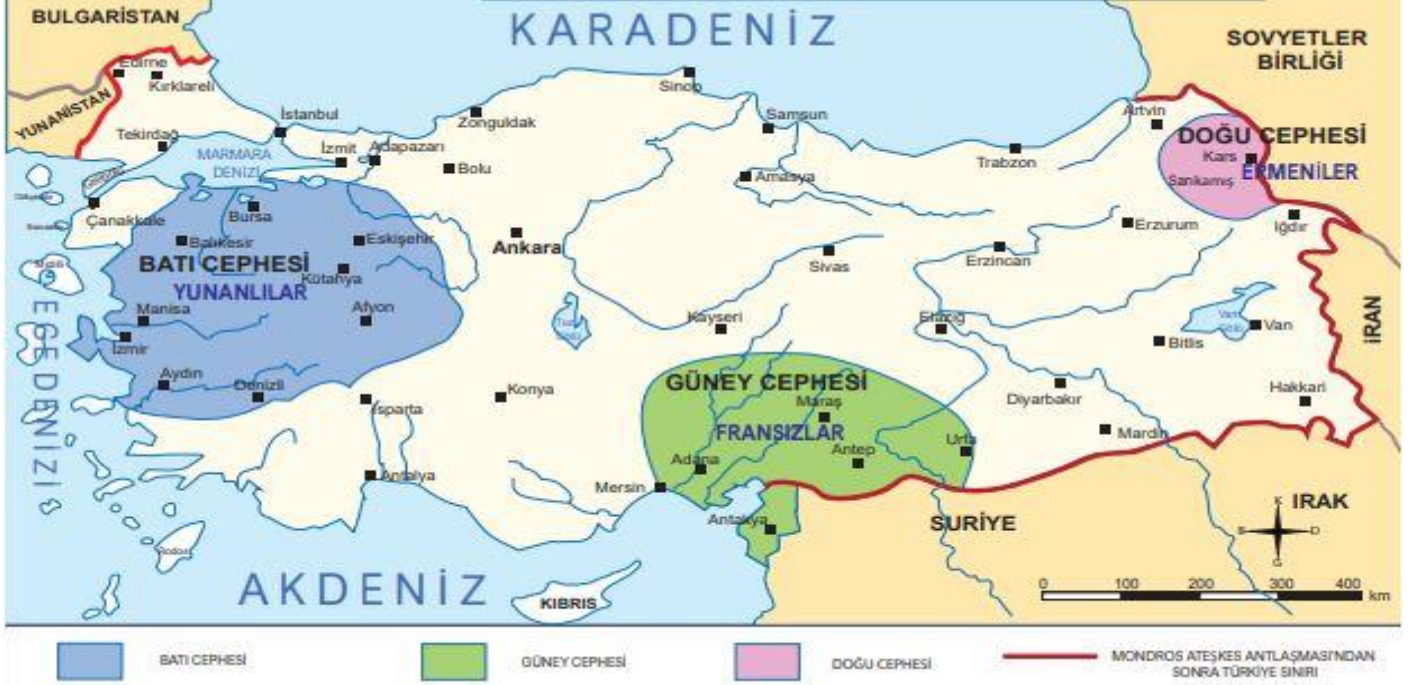 BULGARİSTAN
KARADENİZ
SOVYETLER
BİRLİĞİ
Edirne
Kırklareli
YUNANİSTAN
Tekirdağ
İstanbul
MARMARA
DENİZİ
İzmit
Adapazarı
Zonguldak
Bolu
Sinop
Samsun
Amasya
Trabzon
Artvin
DOĞU CEPHESİ
Kars
ERMENİLER
Sarıkamış
Iğdır
Erzurum
Erzincan
Sivas
Ankara
Çanakkale
Bursa
Balıkesir
Eskişehir
BATI CEPHESİ
Kütahya
YUNANLILAR
Manisa
Afyon
İzmir
Aydın
Denizli
Isparta
Konya
Antalya
EGE DENİZİ
Kayseri
Elazığ
Van
Bitlis
İRAN
Hakkari
Diyarbakır
Mardin
GÜNEY CEPHESİ
Maraş
FRANSIZLAR
Urfa
Adana
Antep
Mersin
Antakya
SURİYE
IRAK
K
B
D
G
AKDENİZ
KIBRIS
Rodos
0 100 200 300 400 km
BATI CEPHESİ
GÜNEY CEPHESİ
DOĞU CEPHESİ
MONDROS ATEŞKES ANTLAŞMASI'NDAN
SONRA TÜRKİYE SINIRI